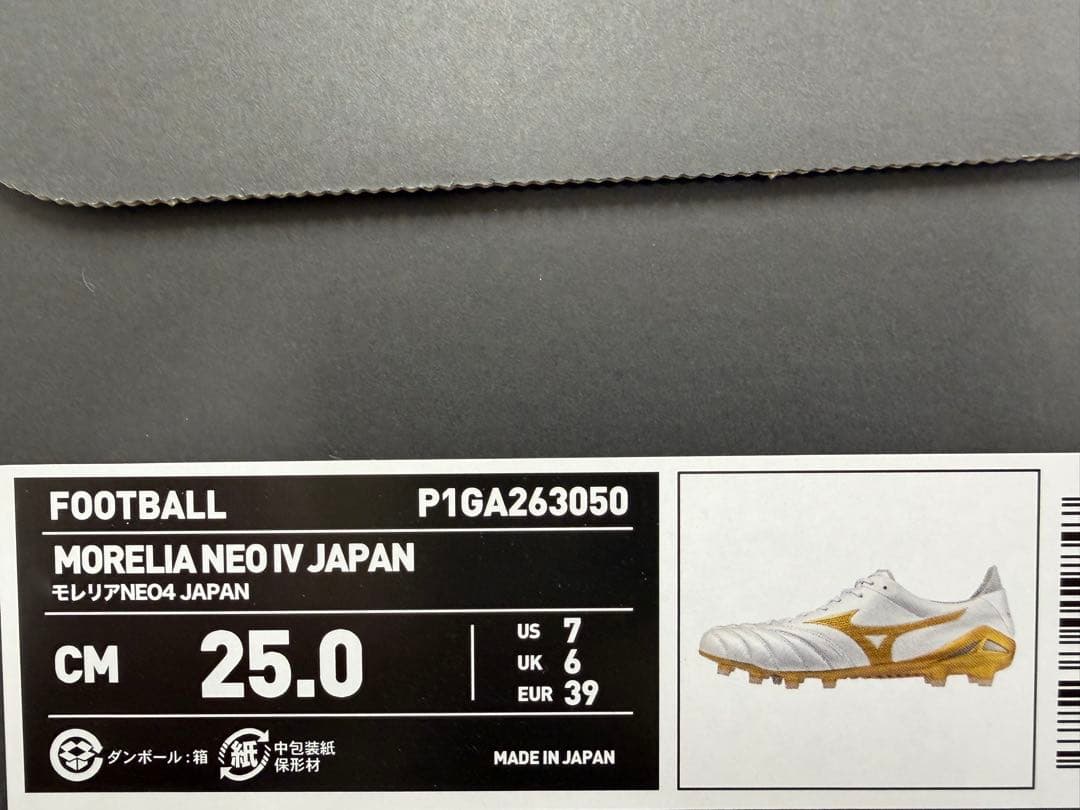 FOOTBALL P1GA263050
MORELIA NEO IV JAPAN
モレリアNEO4 JAPAN
CM 25.0
US 7
UK 6
EUR 39
ダンボール:箱 紙 中包装紙
保形材
MADE IN JAPAN